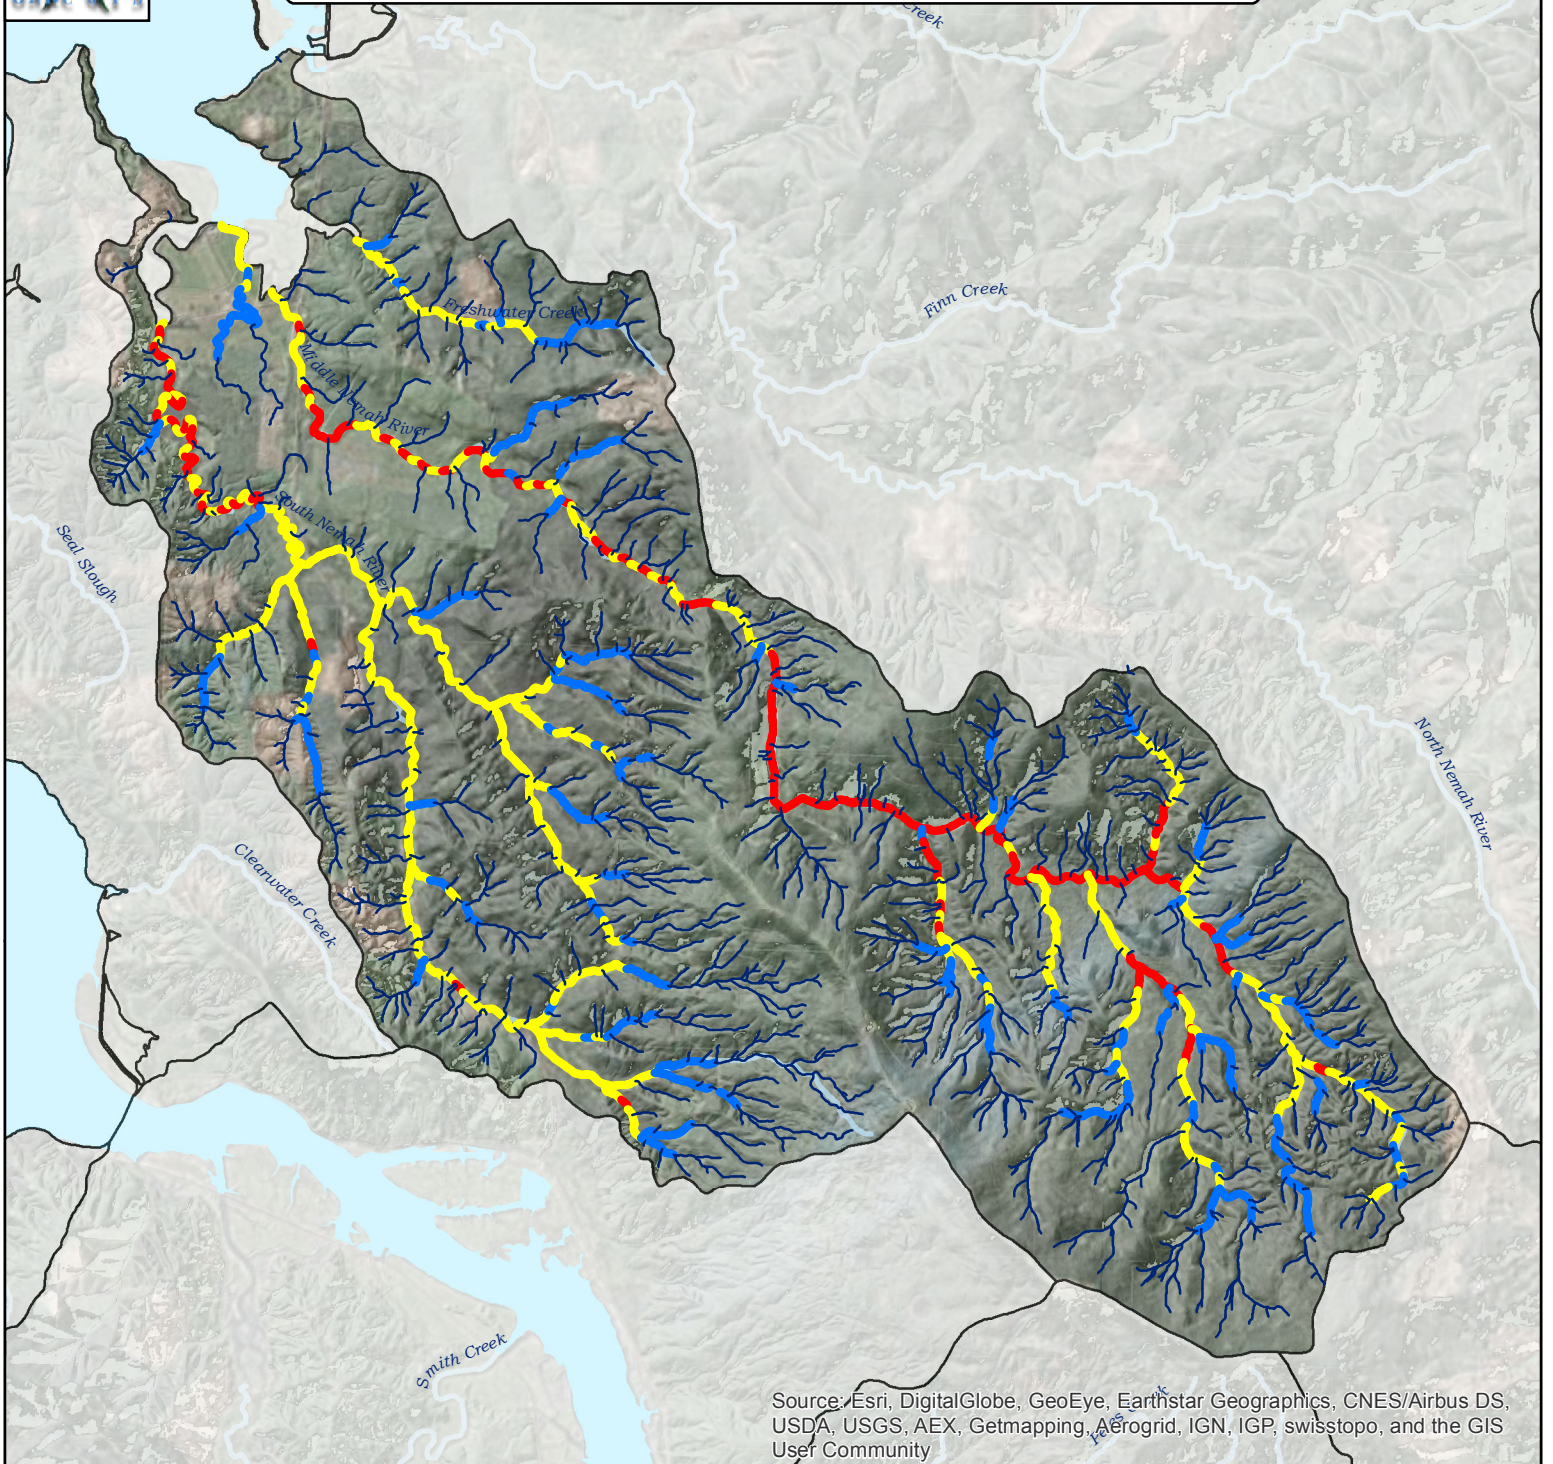 Creek
Finn Creek
Freshwater Creek
Middle Nemah River
South Nemah River
Seal Slough
North Nemah River
Clearwater Creek
Smith Creek
Source: Esri, DigitalGlobe, GeoEye, Earthstar Geographics, CNES/Airbus DS,
USDA, USGS, AEX, Getmapping, Aerogrid, IGN, IGP, swisstopo, and the GIS
User Community